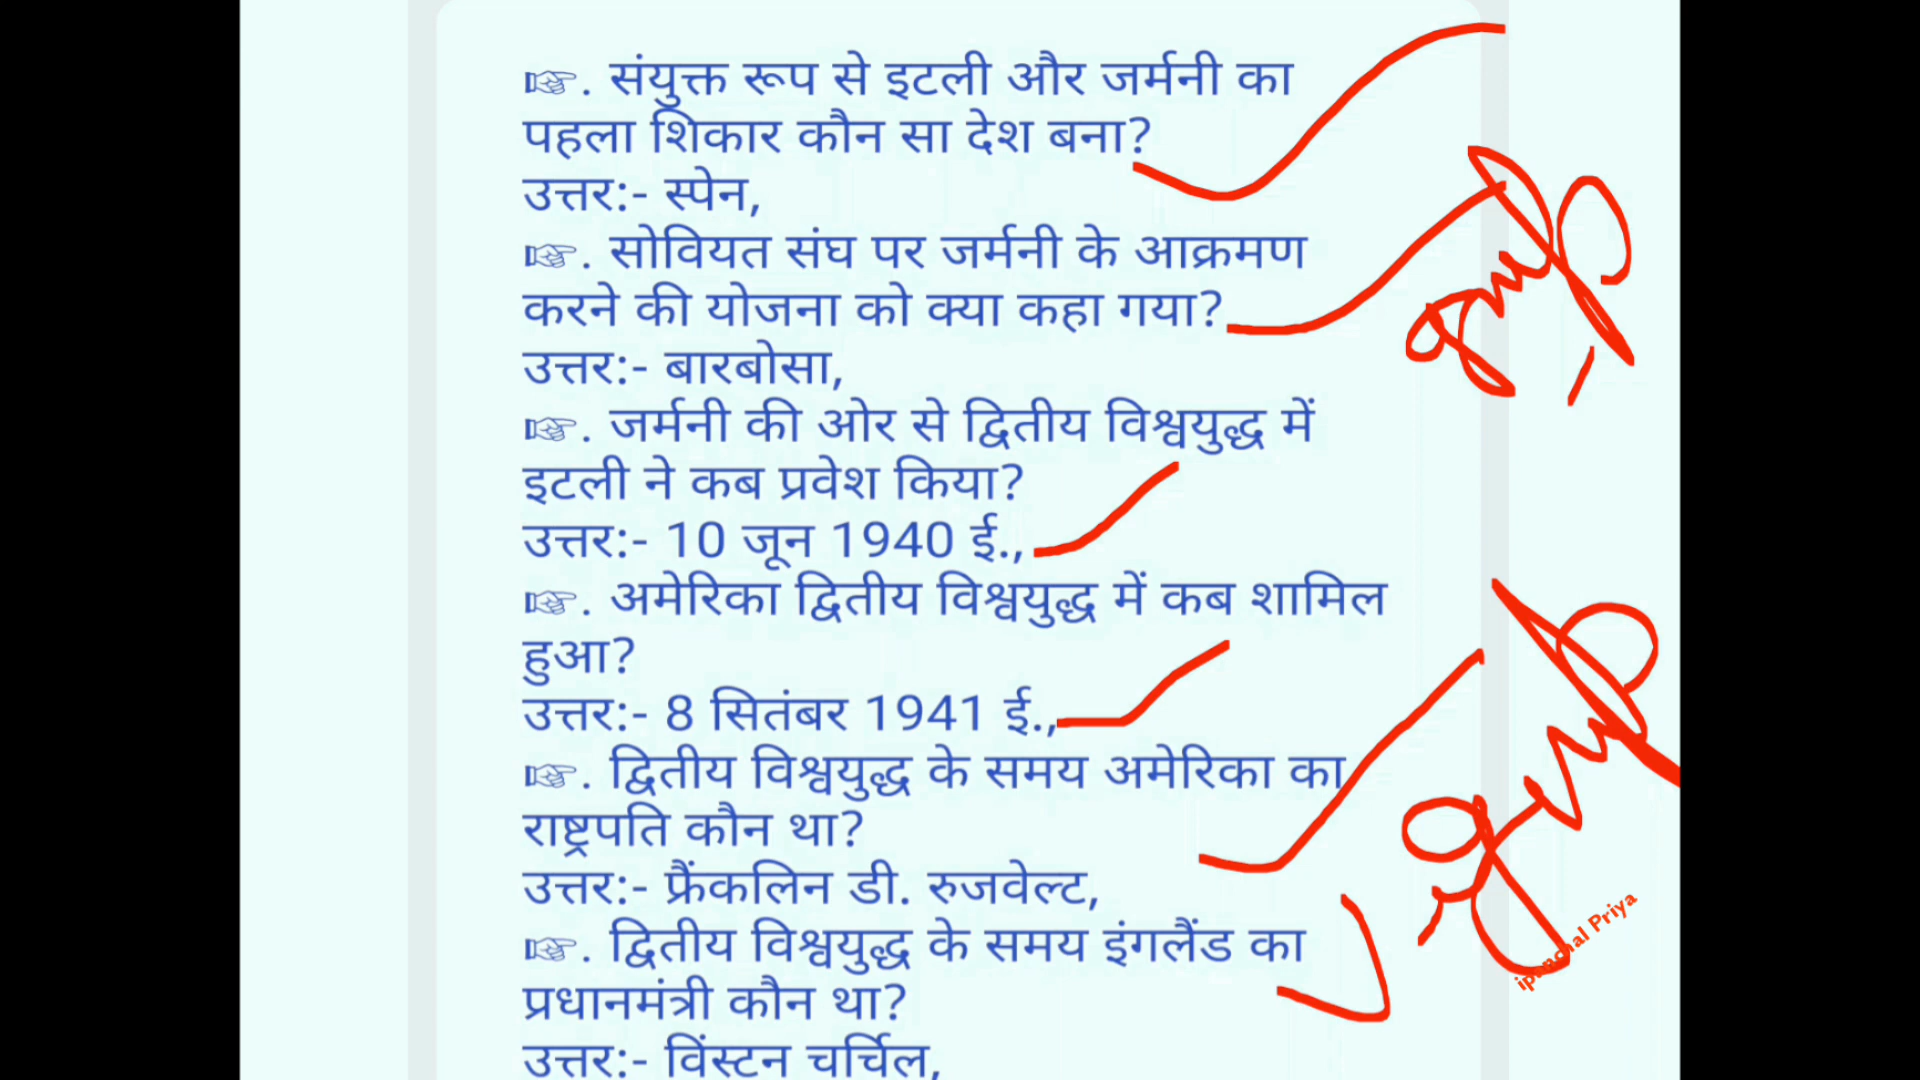 ☞. संयुक्त रूप से इटली और जर्मनी का
पहला शिकार कौन सा देश बना?
उत्तर:- स्पेन,
☞. सोवियत संघ पर जर्मनी के आक्रमण
करने की योजना को क्या कहा गया?
उत्तर:- बारबोसा,
☞. जर्मनी की ओर से द्वितीय विश्वयुद्ध में
इटली ने कब प्रवेश किया?
उत्तर:- 10 जून 1940 ई.,
☞. अमेरिका द्वितीय विश्वयुद्ध में कब शामिल
हुआ?
उत्तर:- 8 सितंबर 1941 ई.,
☞. द्वितीय विश्वयुद्ध के समय अमेरिका का
राष्ट्रपति कौन था?
उत्तर:- फ्रैंकलिन डी. रुजवेल्ट,
☞. द्वितीय विश्वयुद्ध के समय इंगलैंड का
प्रधानमंत्री कौन था?
उत्तर:- विंस्टन चर्चिल,
Priya